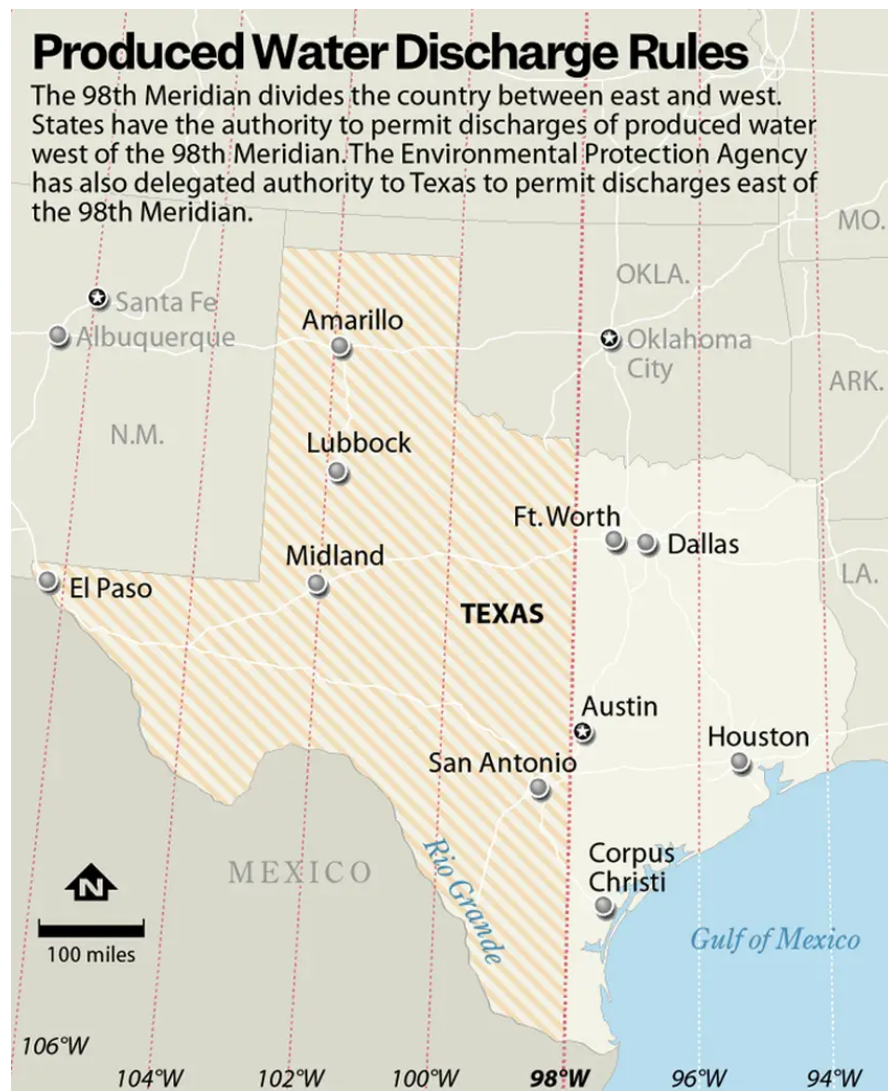 Produced Water Discharge Rules
The 98th Meridian divides the country between east and west.
States have the authority to permit discharges of produced water
west of the 98th Meridian. The Environmental Protection Agency
has also delegated authority to Texas to permit discharges east of
the 98th Meridian.
MO.
OKLA.
Santa Fe
Albuquerque
Amarillo
Oklahoma
City
ARK.
N.M.
Lubbock
Ft. Worth
Dallas
Midland
El Paso
LA.
TEXAS
Austin
Houston
San Antonio
Corpus
Christi
MEXICO
Rio Grande
N
Gulf of Mexico
100 miles
106°W
104°W
102°W
100°W
98°W
96°W
94°W